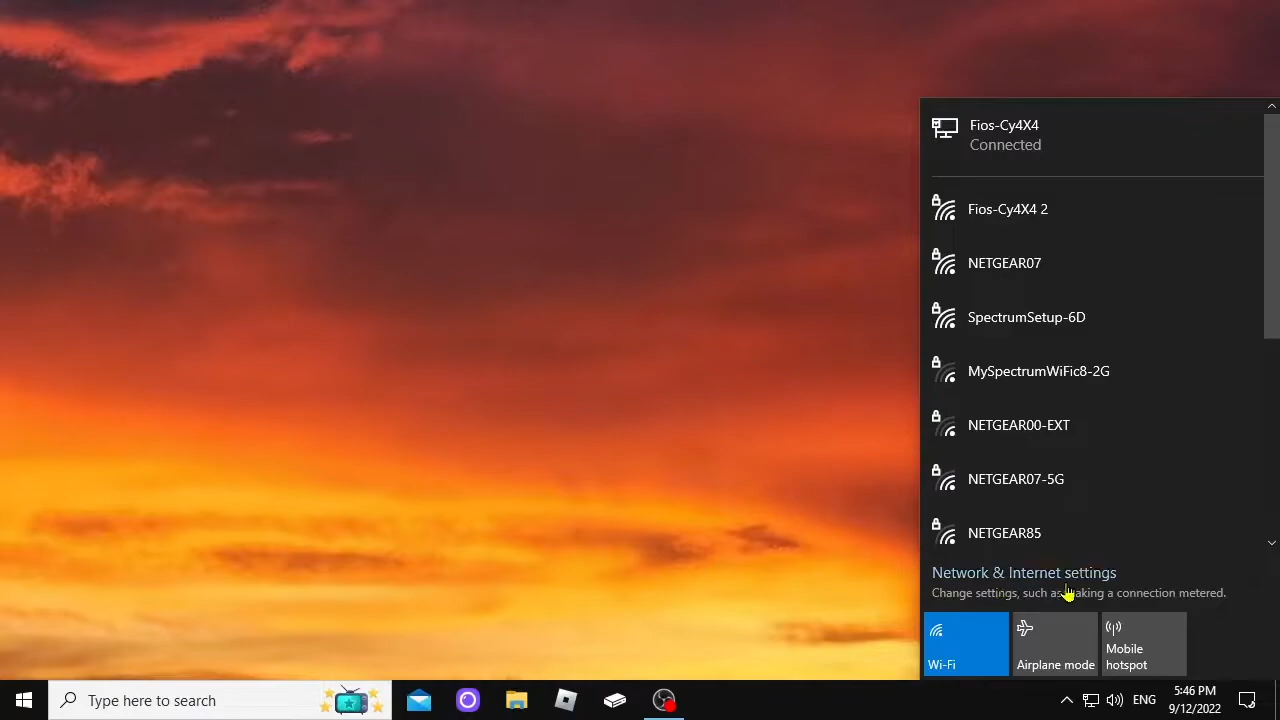 Fios-Cy4X4
Connected
Fios-Cy4X4 2
NETGEAR07
SpectrumSetup-6D
MySpectrumWiFic8-2G
NETGEAR00-EXT
NETGEAR07-5G
NETGEAR85
Network & Internet settings
Change settings, such as making a connection metered.
Wi-Fi
Airplane mode
Mobile
hotspot
Type here to search
ENG
5:46 PM
9/12/2022